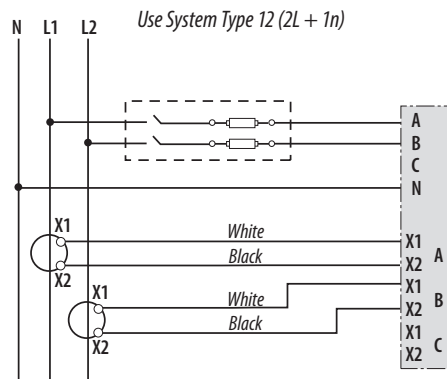 Use System Type 12 (2L + 1n)
N L1 L2
A
B
C
N
X1 White X1
Black X2 A
X2
X1 White X1
Black X2 B
X2
X1
X2 C